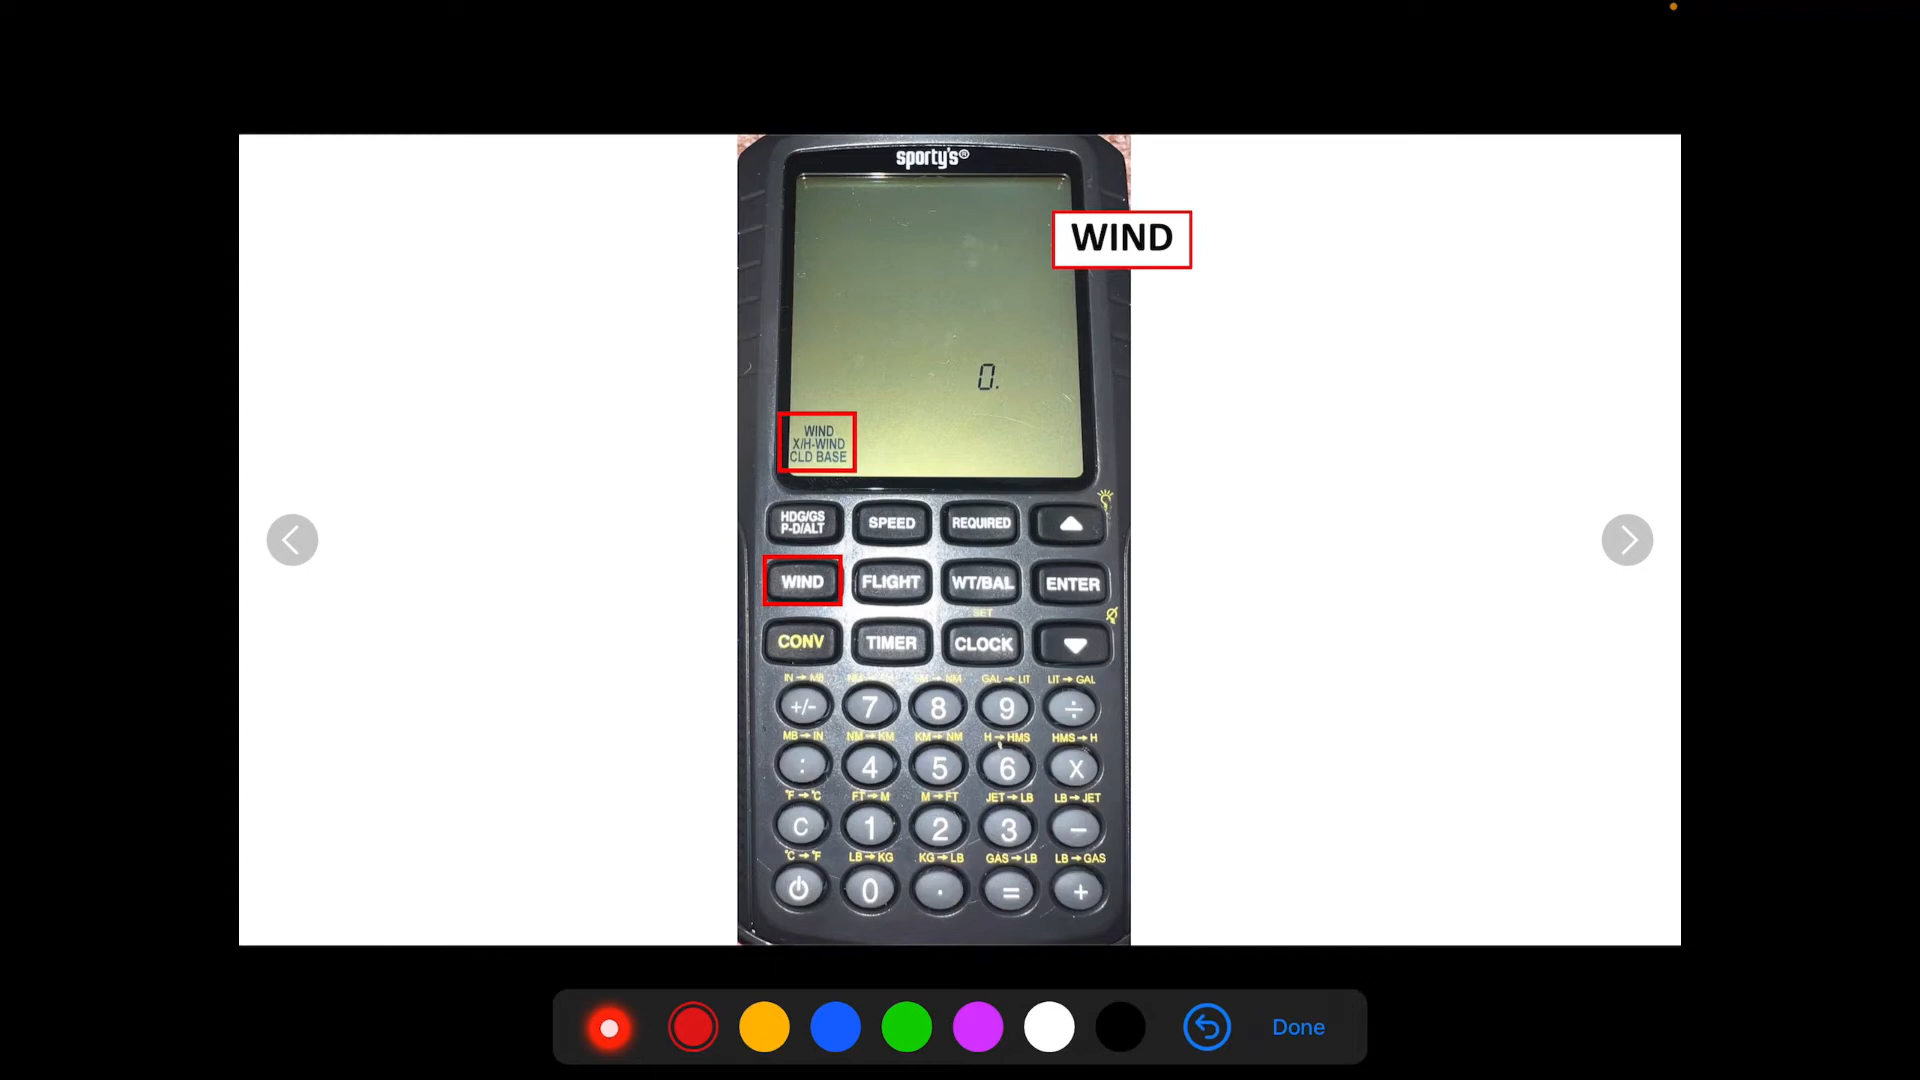 sporty's®
WIND
0.
WIND
X/H-WIND
CLD BASE
HDG/GS
P-D/ALT
SPEED
REQUIRED
WIND
FLIGHT
WT/BAL
ENTER
SET
CONV
TIMER
CLOCK
IN→MB
NM
GAL→LIT
LIT→GAL
+/- 7 8 9 ÷
MB→IN NM→KM KM→NM H→HMS HMS→H
: 4 5 6 X
°F→°C FT→M M→FT JET→LB LB→JET
C 1 2 3 −
°C→°F LB→KG KG→LB GAS→LB LB→GAS
0 · = +
Done